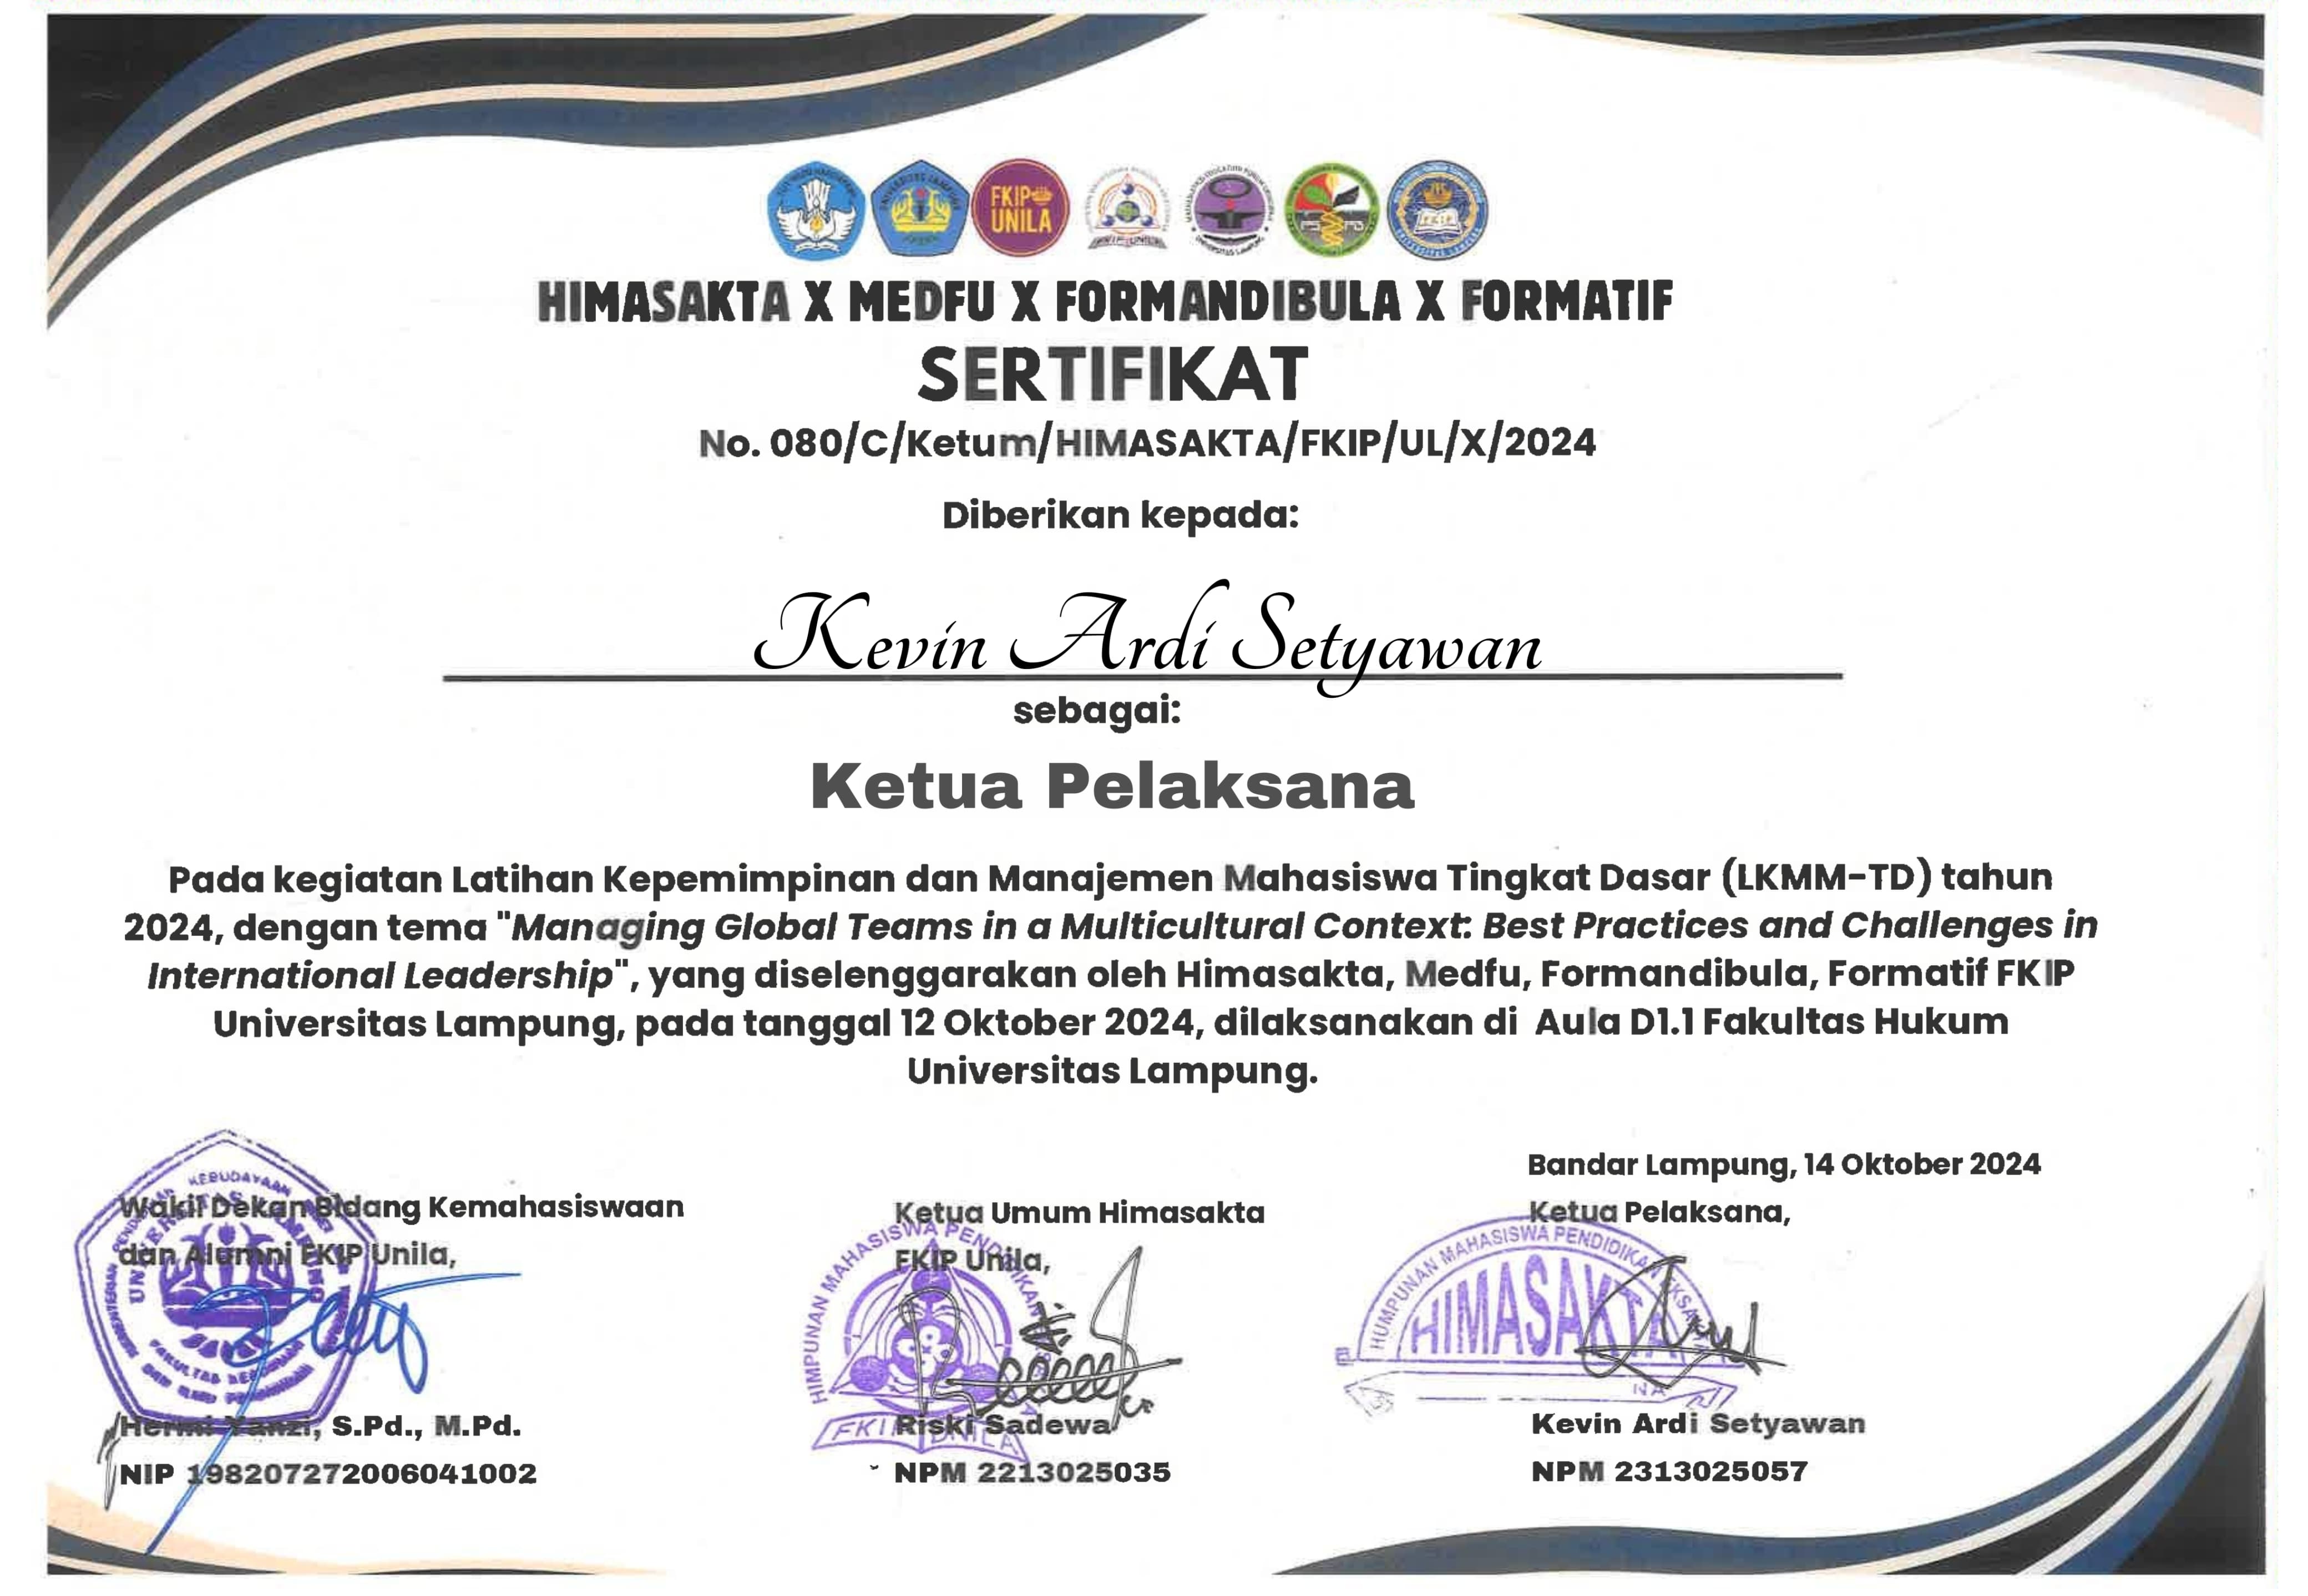 FKIP
UNILA
HIMASAKTA X MEDFU X FORMANDIBULA X FORMATIF
SERTIFIKAT
No. 080/C/Ketum/HIMASAKTA/FKIP/UL/X/2024
Diberikan kepada:
Kevin Ardi Setyawan
sebagai:
Ketua Pelaksana
Pada kegiatan Latihan Kepemimpinan dan Manajemen Mahasiswa Tingkat Dasar (LKMM-TD) tahun
2024, dengan tema "Managing Global Teams in a Multicultural Context: Best Practices and Challenges in
International Leadership", yang diselenggarakan oleh Himasakta, Medfu, Formandibula, Formatif FKIP
Universitas Lampung, pada tanggal 12 Oktober 2024, dilaksanakan di Aula D1.1 Fakultas Hukum
Universitas Lampung.
Bandar Lampung, 14 Oktober 2024
Wakil Dekan Bidang Kemahasiswaan
dan Alumni FKIP Unila,
Hermi Yanzi, S.Pd., M.Pd.
NIP 198207272006041002
Ketua Umum Himasakta
FKIP Unila,
HIMPUNAN MAHASISWA PENDIDIKAN
FKIP UNILA
Riski Sadewa
NPM 2213025035
Ketua Pelaksana,
HUMPUNAN MAHASISWA PENDIDIKAN EKSAKTA
HIMASAKTA
Kevin Ardi Setyawan
NPM 2313025057